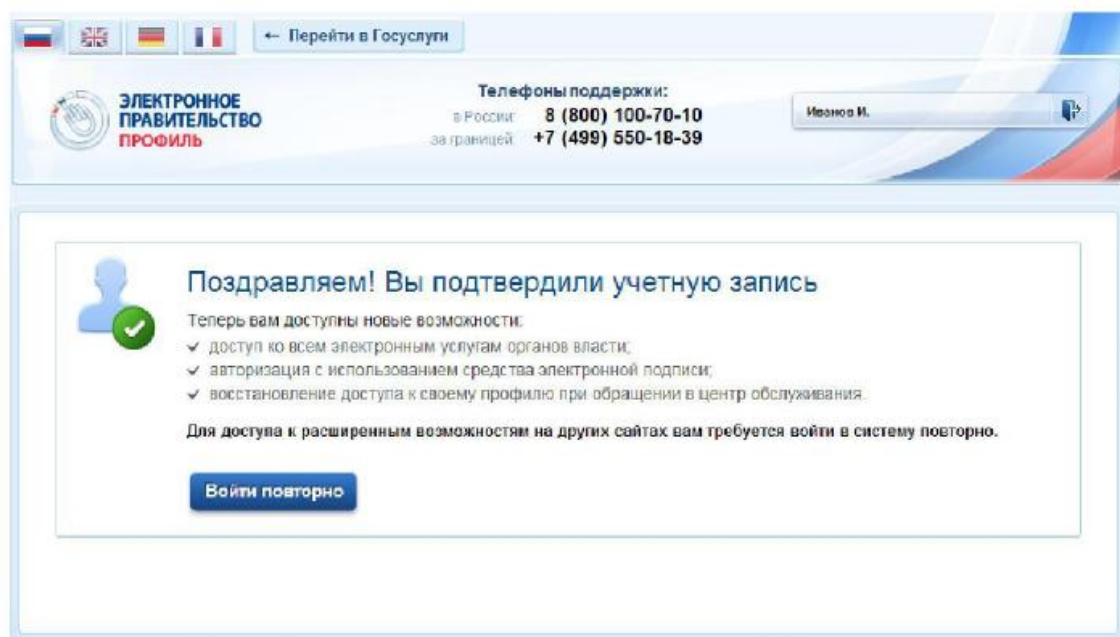 ← Перейти в Госуслуги
ЭЛЕКТРОННОЕ
ПРАВИТЕЛЬСТВО
ПРОФИЛЬ
Телефоны поддержки:
в России: 8 (800) 100-70-10
за границей: +7 (499) 550-18-39
Иванов И.
Поздравляем! Вы подтвердили учетную запись
Теперь вам доступны новые возможности:
✓ доступ ко всем электронным услугам органов власти;
✓ авторизация с использованием средства электронной подписи;
✓ восстановление доступа к своему профилю при обращении в центр обслуживания.
Для доступа к расширенным возможностям на других сайтах вам требуется войти в систему повторно.
Войти повторно